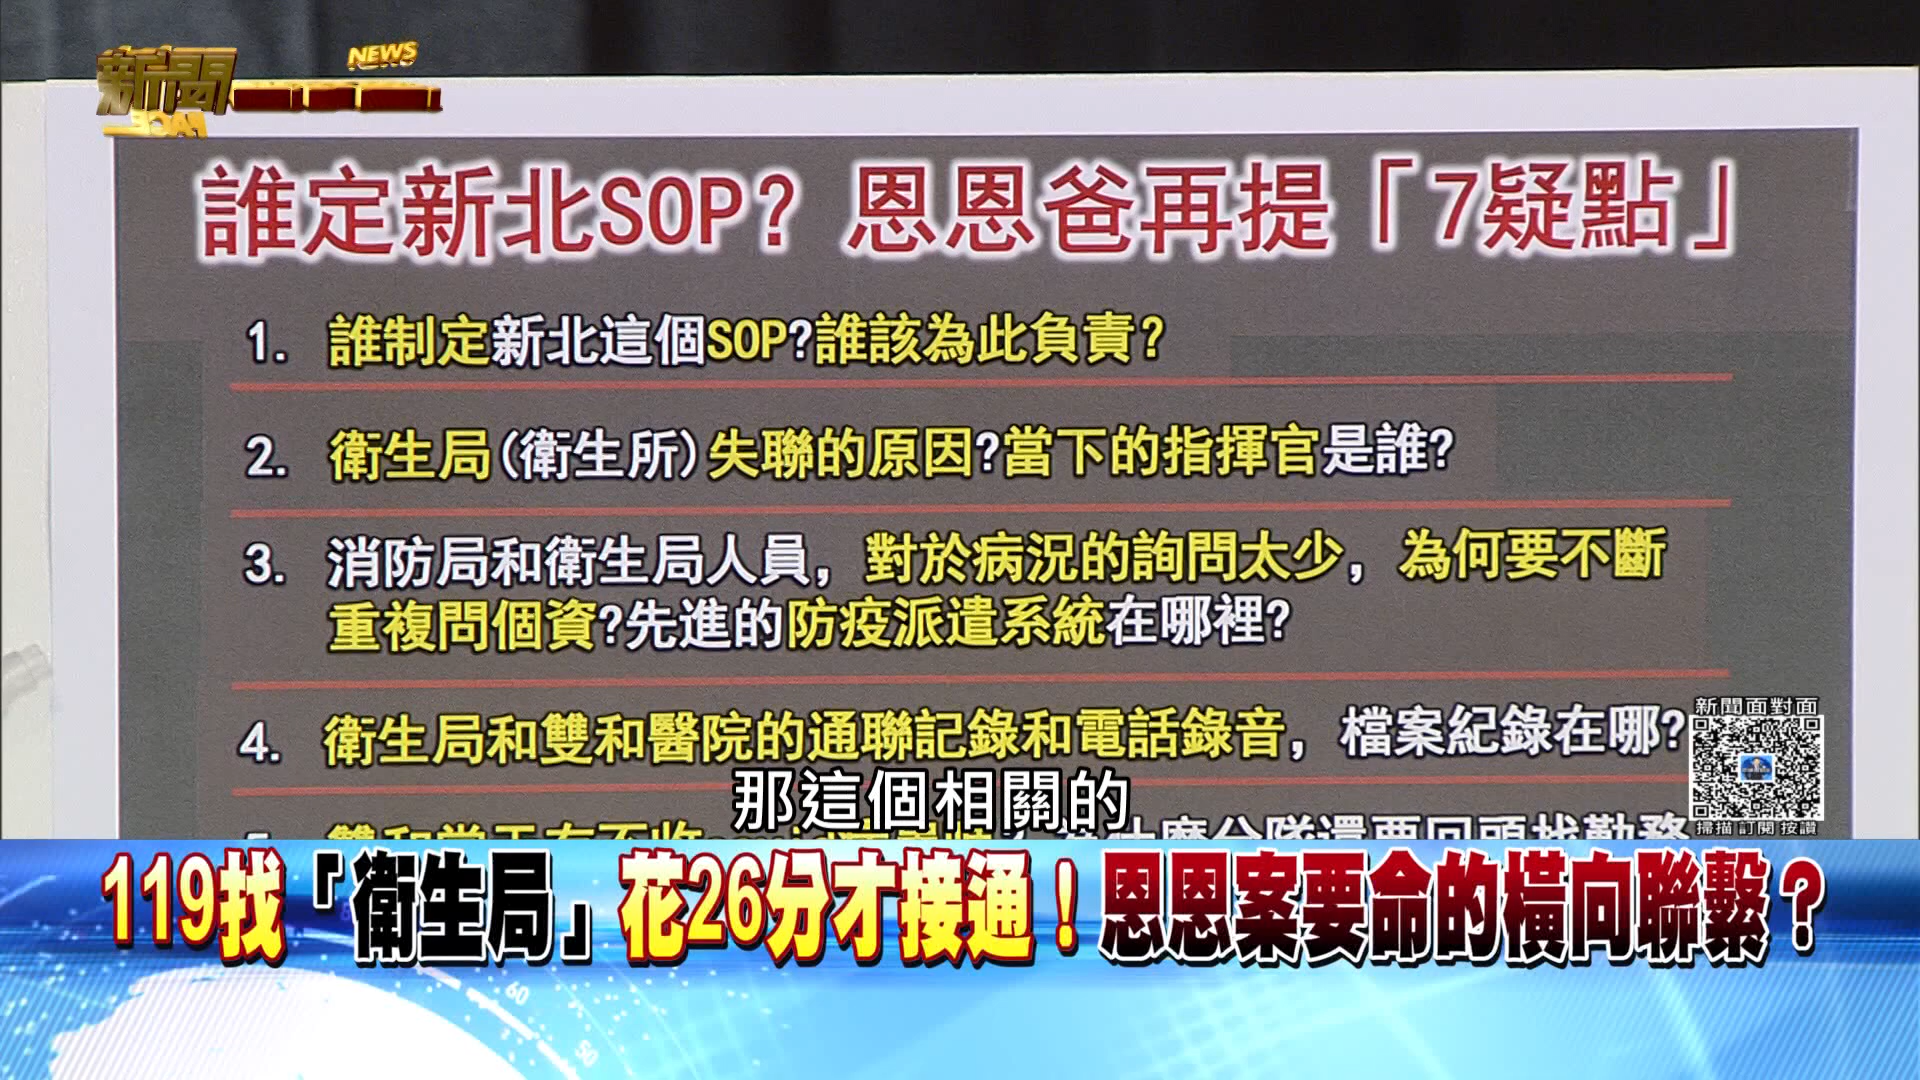 新聞
NEWS
FACE
誰定新北SOP? 恩恩爸再提「7疑點」
1. 誰制定新北這個SOP?誰該為此負責?
2. 衛生局(衛生所)失聯的原因?當下的指揮官是誰?
3. 消防局和衛生局人員，對於病況的詢問太少，為何要不斷
重複問個資?先進的防疫派遣系統在哪裡?
4. 衛生局和雙和醫院的通聯記錄和電話錄音，檔案紀錄在哪?
新聞面對面
掃描 訂閱 按讚
那這個相關的
119找「衛生局」花26分才接通！恩恩案要命的橫向聯繫？
60
50